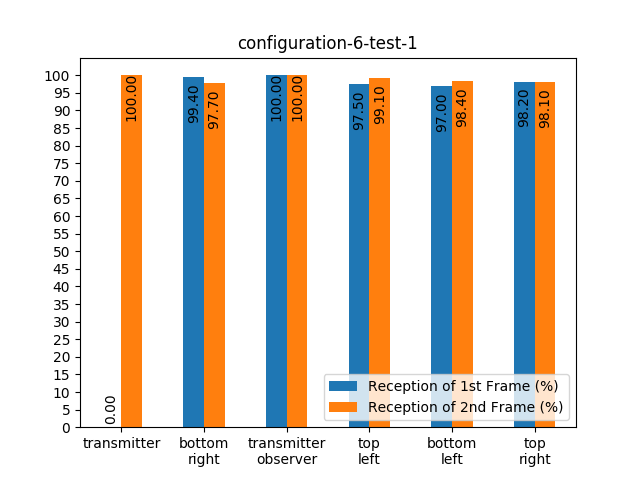 configuration-6-test-1
100
95
90
85
80
75
70
65
60
55
50
45
40
35
30
25
20
15
10
5
0
0.00
100.00
99.40
97.70
100.00
100.00
97.50
99.10
97.00
98.40
98.20
98.10
Reception of 1st Frame (%)
Reception of 2nd Frame (%)
transmitter
bottom
right
transmitter
observer
top
left
bottom
left
top
right